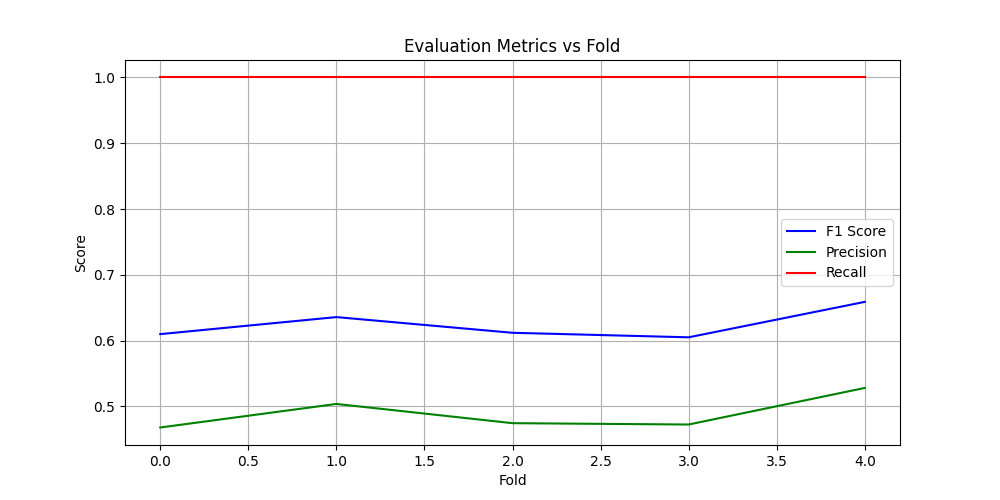 Evaluation Metrics vs Fold
1.0
0.9
0.8
0.7
0.6
0.5
Score
F1 Score
Precision
Recall
0.0 0.5 1.0 1.5 2.0 2.5 3.0 3.5 4.0
Fold